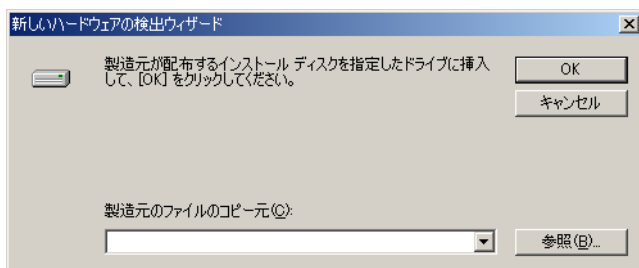 新しいハードウェアの検出ウィザード
製造元が配布するインストール ディスクを指定したドライブに挿入
して、[OK] をクリックしてください。
OK
キャンセル
製造元のファイルのコピー元(C):
参照(B)...